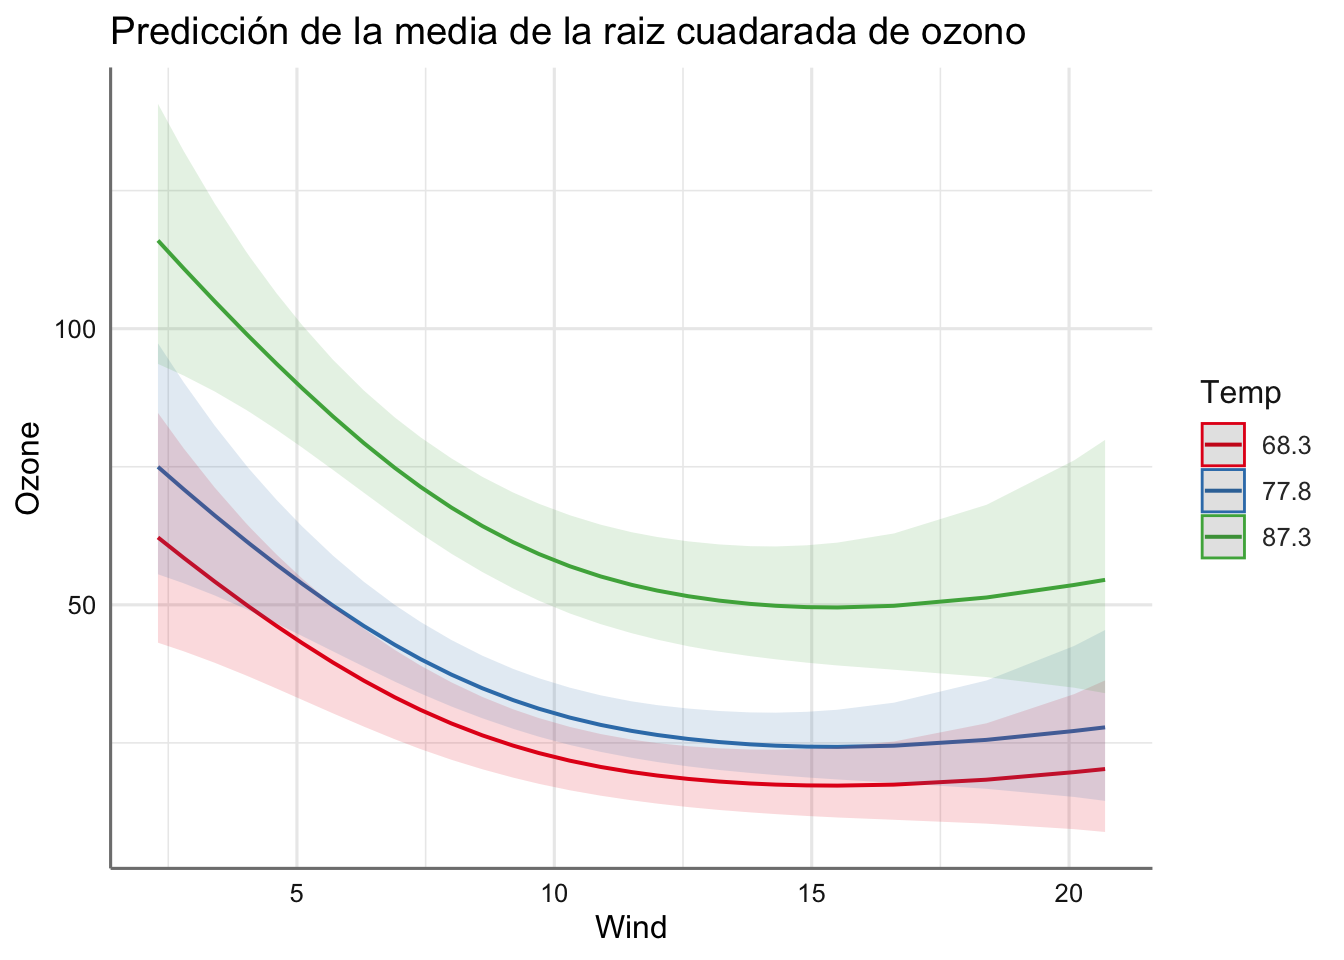 Predicción de la media de la raiz cuadarada de ozono
100
50
Ozone
5 10 15 20
Wind
Temp
68.3
77.8
87.3